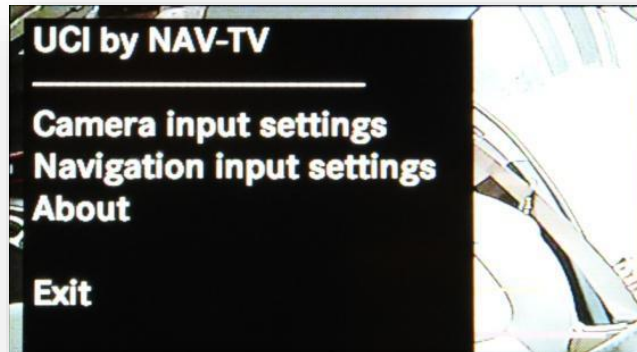 UCI by NAV-TV
Camera input settings
Navigation input settings
About
Exit